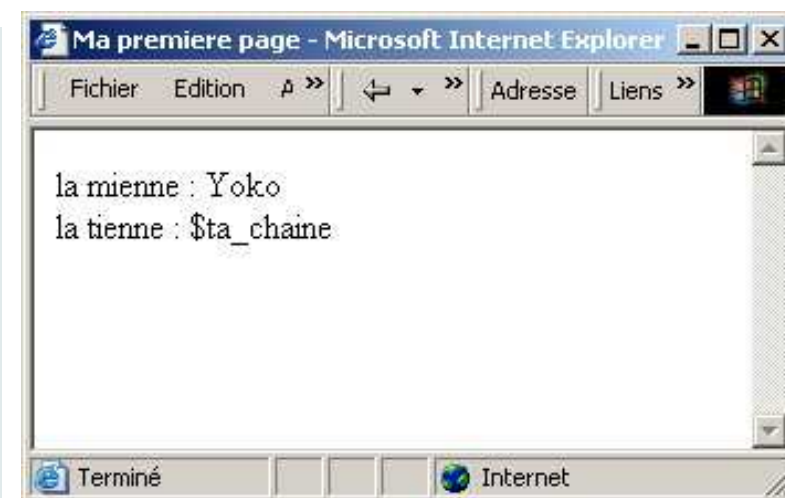 Ma premiere page - Microsoft Internet Explorer
Fichier Edition A » » Adresse Liens »
la mienne : Yoko
la tienne : $ta_chaine
Terminé Internet